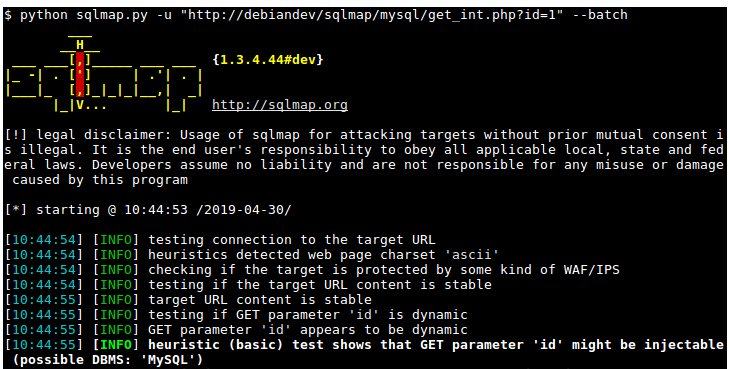 $ python sqlmap.py -u "http://debiandev/sqlmap/mysql/get_int.php?id=1" --batch
        ___
       __H__
 ___ ___[,]_____ ___ ___  {1.3.4.44#dev}
|_ -| . [']     | .'| . |
|___|_  [,]_|_|_|__,|  _|
      |_|V...       |_|   http://sqlmap.org
[!] legal disclaimer: Usage of sqlmap for attacking targets without prior mutual consent i
s illegal. It is the end user's responsibility to obey all applicable local, state and fed
eral laws. Developers assume no liability and are not responsible for any misuse or damage
 caused by this program
[*] starting @ 10:44:53 /2019-04-30/
[10:44:54] [INFO] testing connection to the target URL
[10:44:54] [INFO] heuristics detected web page charset 'ascii'
[10:44:54] [INFO] checking if the target is protected by some kind of WAF/IPS
[10:44:54] [INFO] testing if the target URL content is stable
[10:44:55] [INFO] target URL content is stable
[10:44:55] [INFO] testing if GET parameter 'id' is dynamic
[10:44:55] [INFO] GET parameter 'id' appears to be dynamic
[10:44:55] [INFO] heuristic (basic) test shows that GET parameter 'id' might be injectable
 (possible DBMS: 'MySQL')